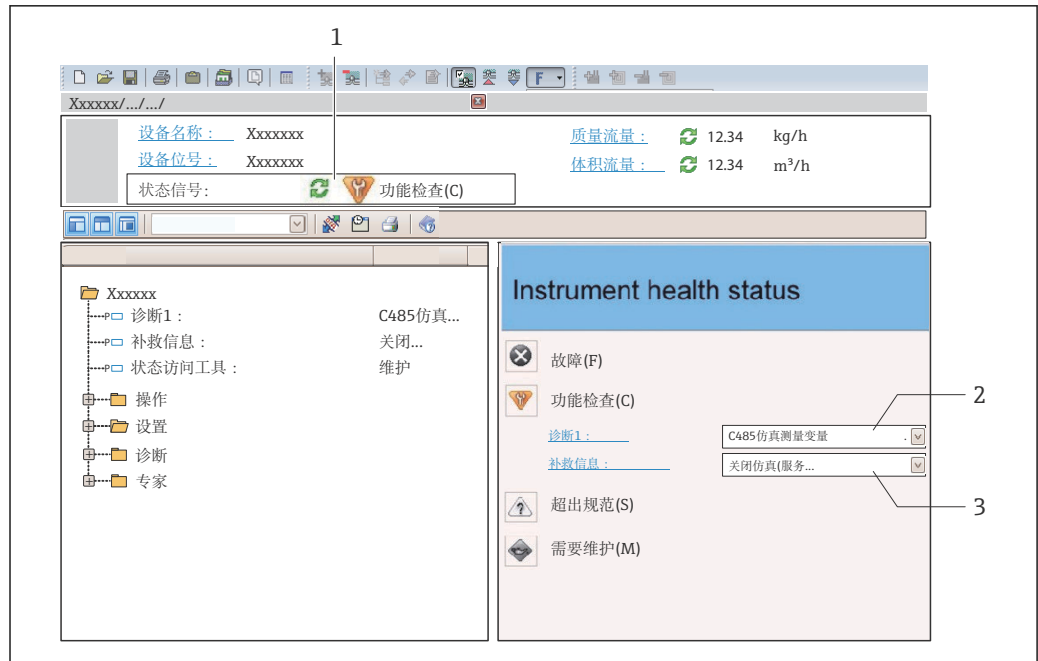 1
F
Xxxxxx/.../.../
设备名称： Xxxxxxx
质量流量： 12.34 kg/h
设备位号： Xxxxxxx
体积流量： 12.34 m³/h
状态信号: 功能检查(C)
Xxxxxx
诊断1： C485仿真...
补救信息： 关闭...
状态访问工具： 维护
操作
设置
诊断
专家
Instrument health status
故障(F)
功能检查(C)
2
诊断1： C485仿真测量变量 .
补救信息： 关闭仿真(服务...
超出规范(S)
3
需要维护(M)